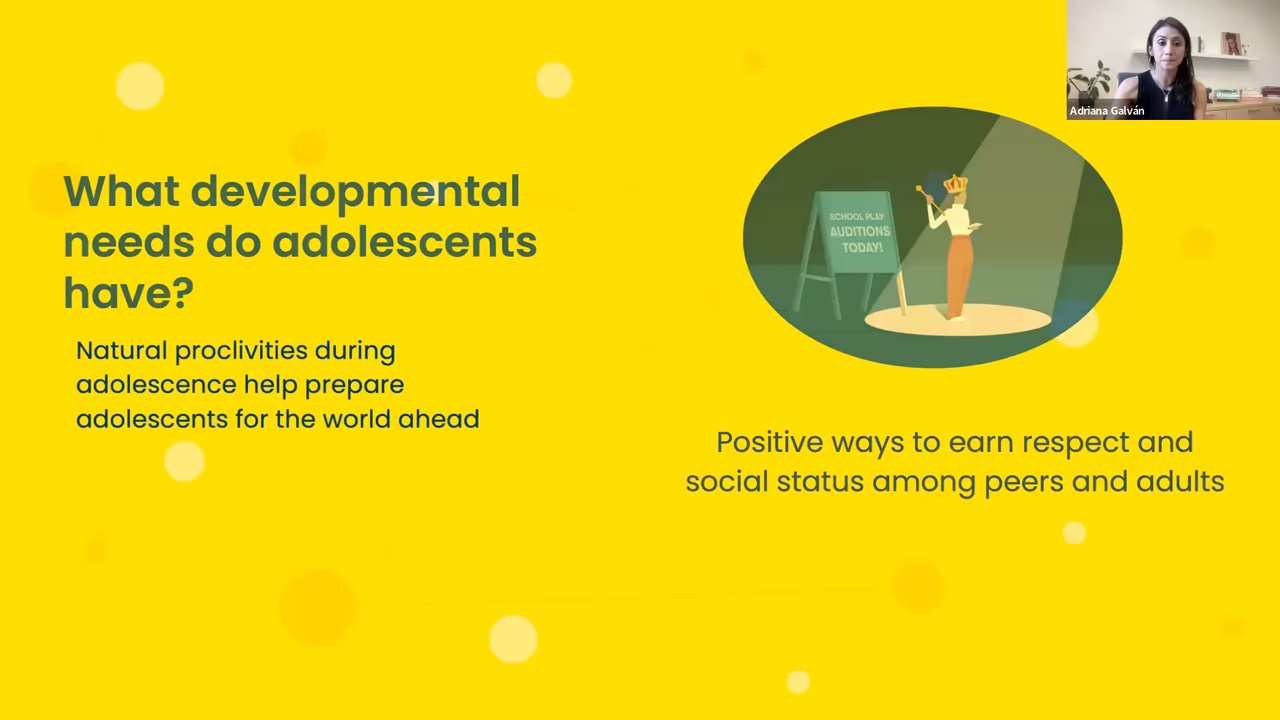 What developmental
needs do adolescents
have?
Natural proclivities during
adolescence help prepare
adolescents for the world ahead
SCHOOL PLAY
AUDITIONS
TODAY!
Positive ways to earn respect and
social status among peers and adults
Adriana Galván